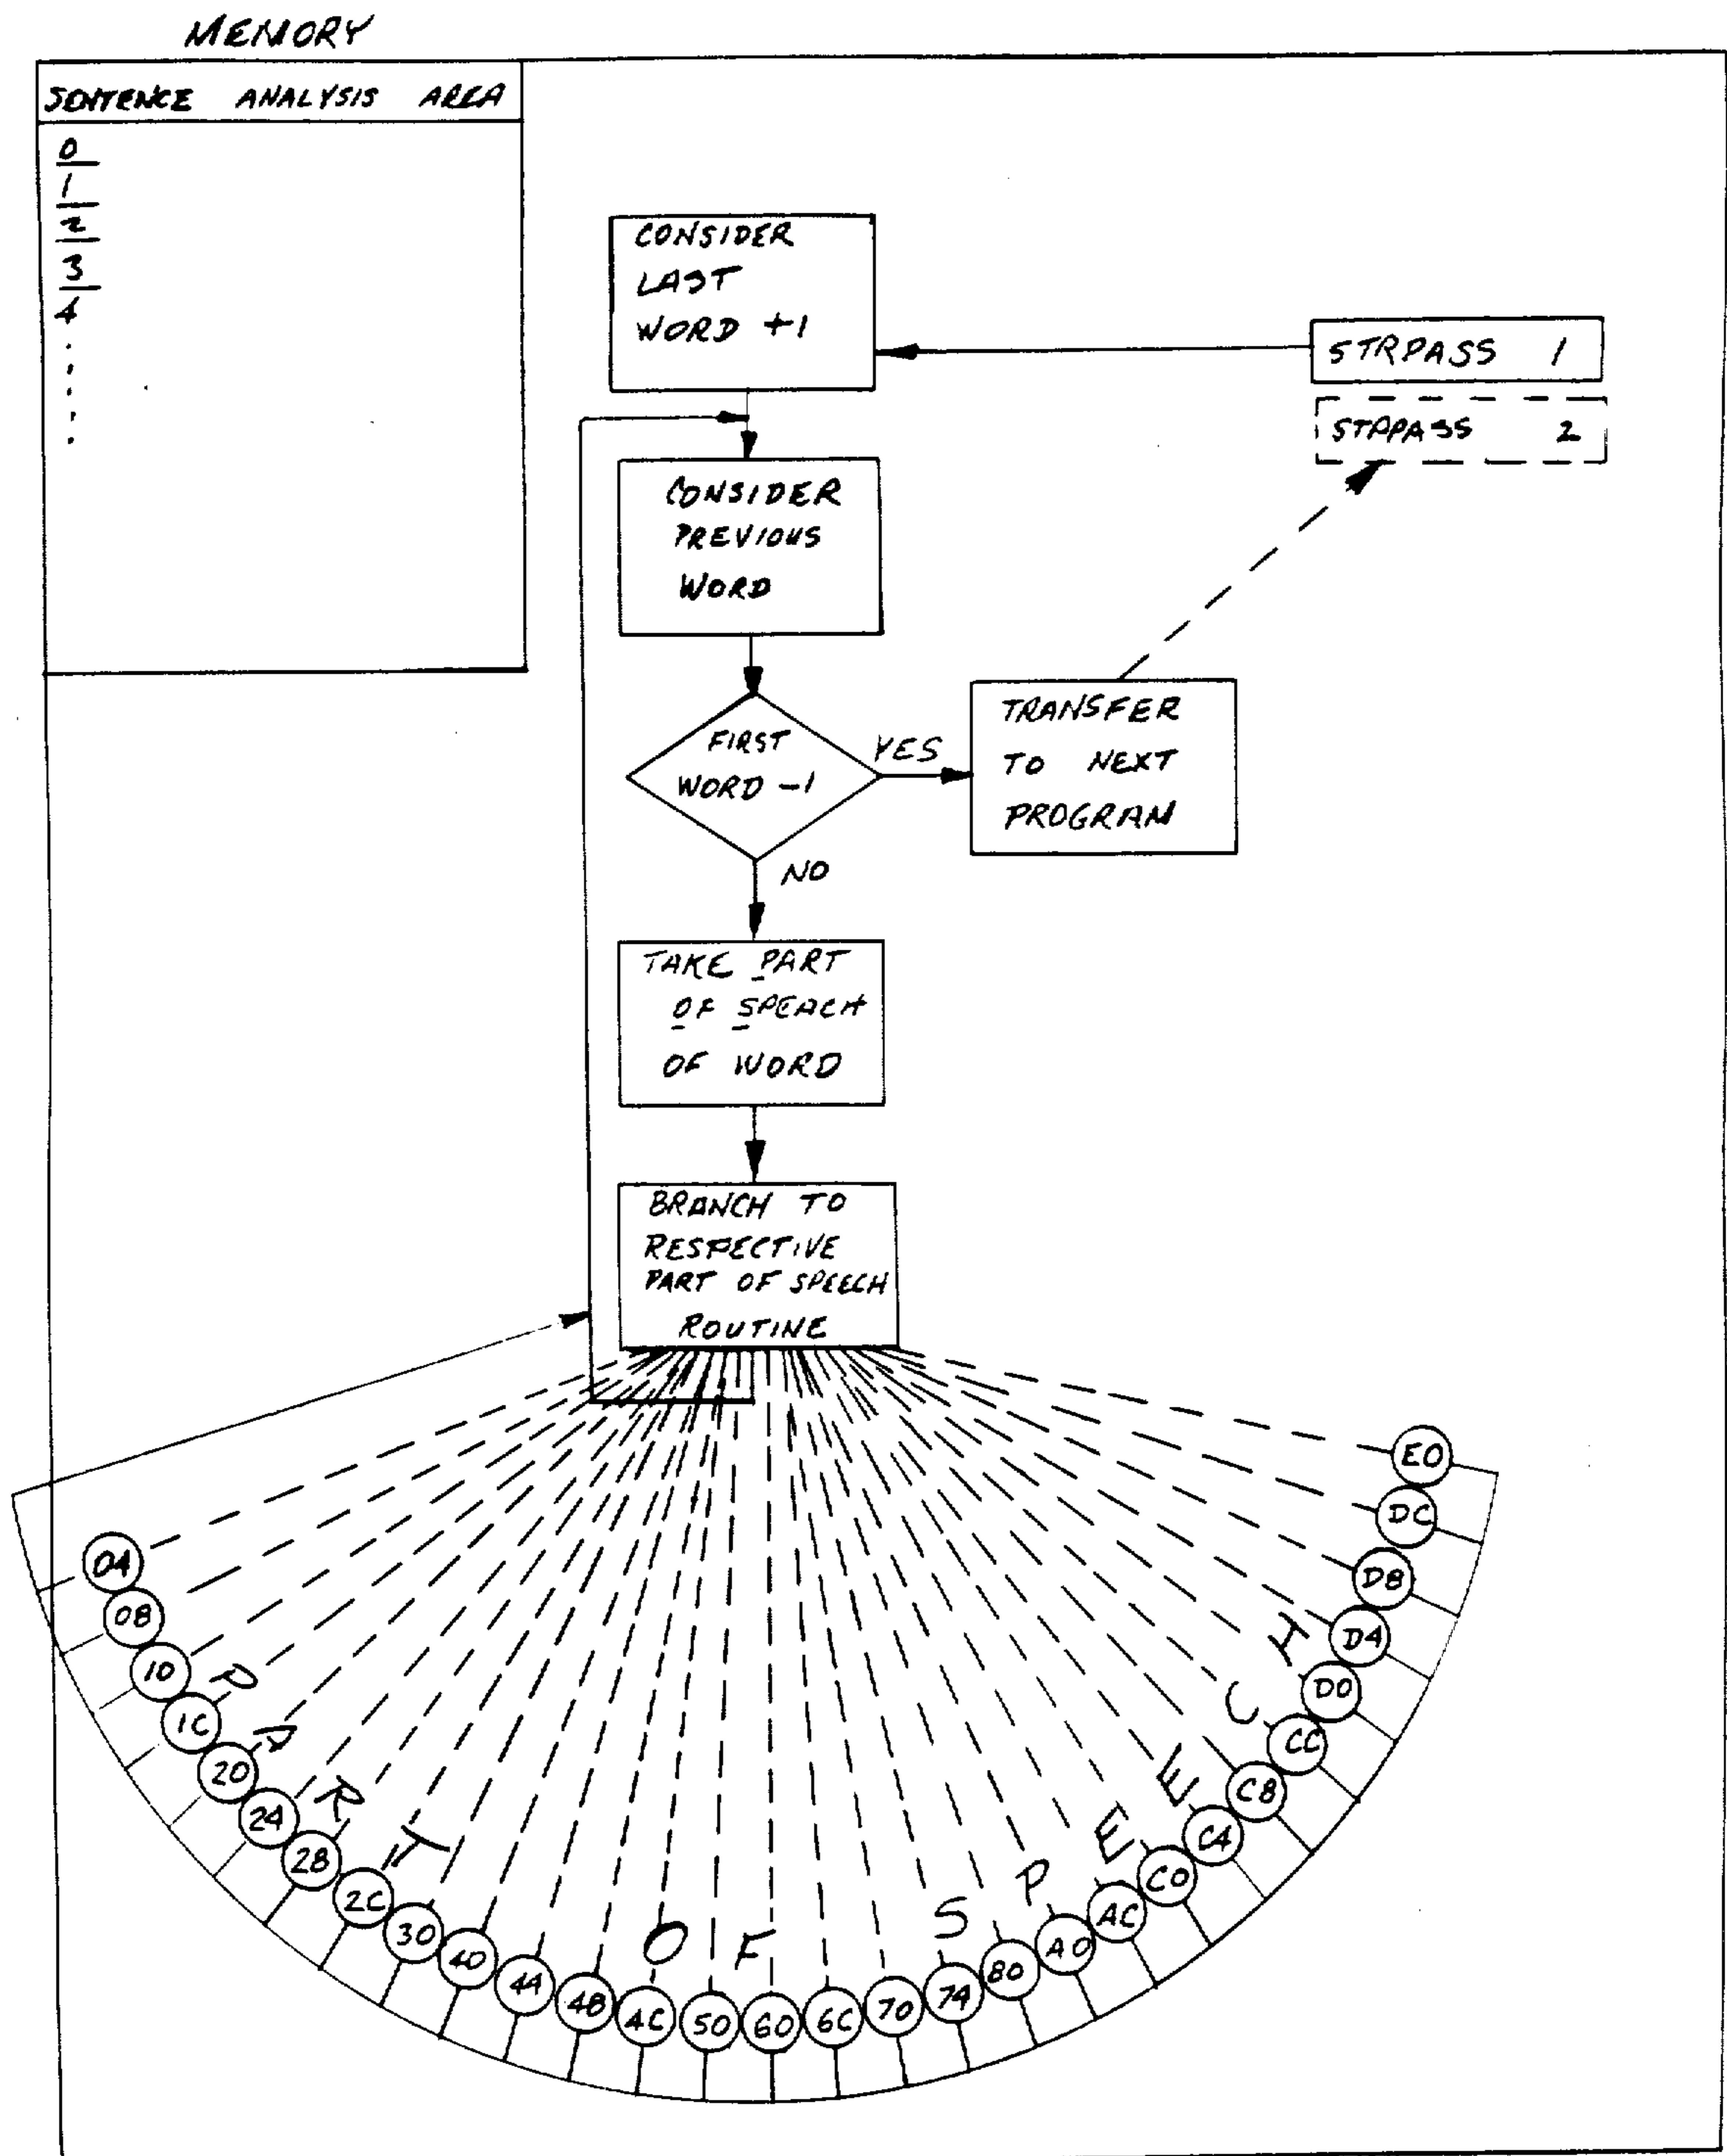 MEMORY
SENTENCE ANALYSIS AREA
0
1
2
3
4
CONSIDER
LAST
WORD +1
STRPASS 1
STRPASS 2
CONSIDER
PREVIOUS
WORD
FIRST
WORD -1
YES
TRANSFER
TO NEXT
PROGRAM
NO
TAKE PART
OF SPEACH
OF WORD
BRANCH TO
RESPECTIVE
PART OF SPEECH
ROUTINE
04
08
10
1C
20
24
28
2C
30
40
44
48
4C
50
60
6C
70
74
80
A0
AC
C0
C4
C8
CC
D0
D4
D8
DC
E0
PART OF SPEECH